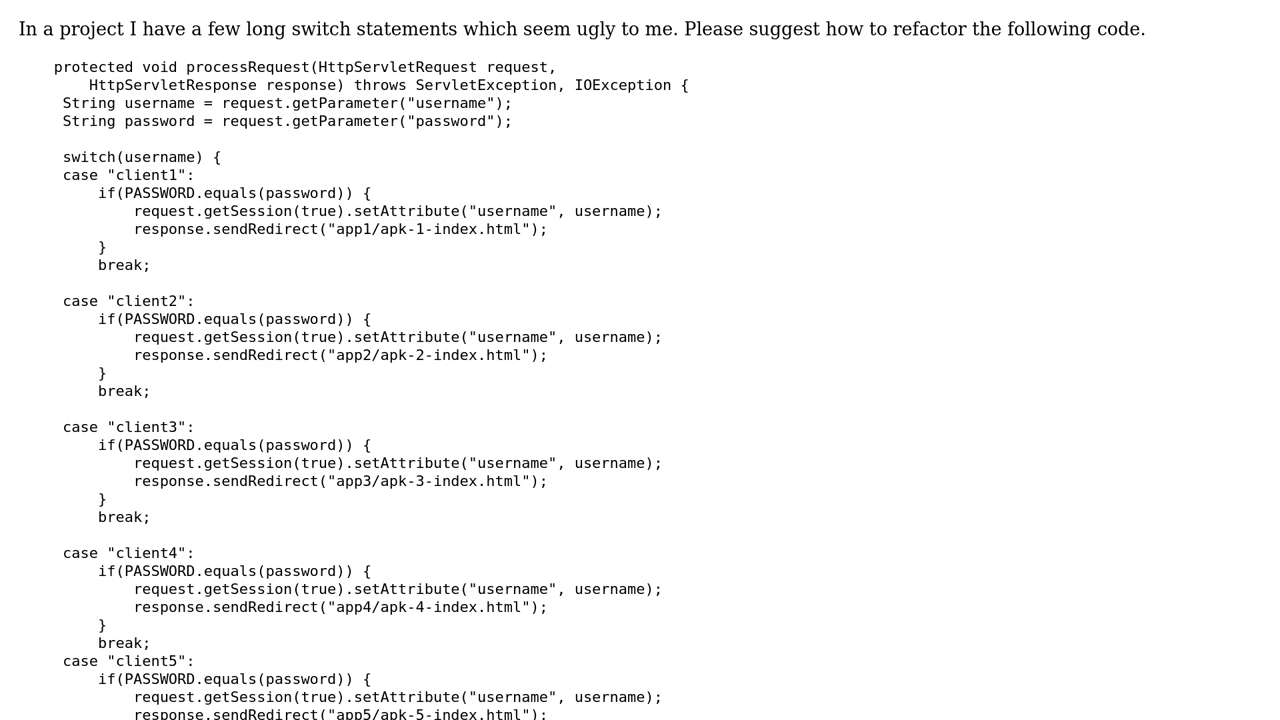 In a project I have a few long switch statements which seem ugly to me. Please suggest how to refactor the following code.
protected void processRequest(HttpServletRequest request,
HttpServletResponse response) throws ServletException, IOException {
String username = request.getParameter("username");
String password = request.getParameter("password");
switch(username) {
case "client1":
if(PASSWORD.equals(password)) {
request.getSession(true).setAttribute("username", username);
response.sendRedirect("app1/apk-1-index.html");
}
break;
case "client2":
if(PASSWORD.equals(password)) {
request.getSession(true).setAttribute("username", username);
response.sendRedirect("app2/apk-2-index.html");
}
break;
case "client3":
if(PASSWORD.equals(password)) {
request.getSession(true).setAttribute("username", username);
response.sendRedirect("app3/apk-3-index.html");
}
break;
case "client4":
if(PASSWORD.equals(password)) {
request.getSession(true).setAttribute("username", username);
response.sendRedirect("app4/apk-4-index.html");
}
break;
case "client5":
if(PASSWORD.equals(password)) {
request.getSession(true).setAttribute("username", username);
response.sendRedirect("app5/apk-5-index.html");